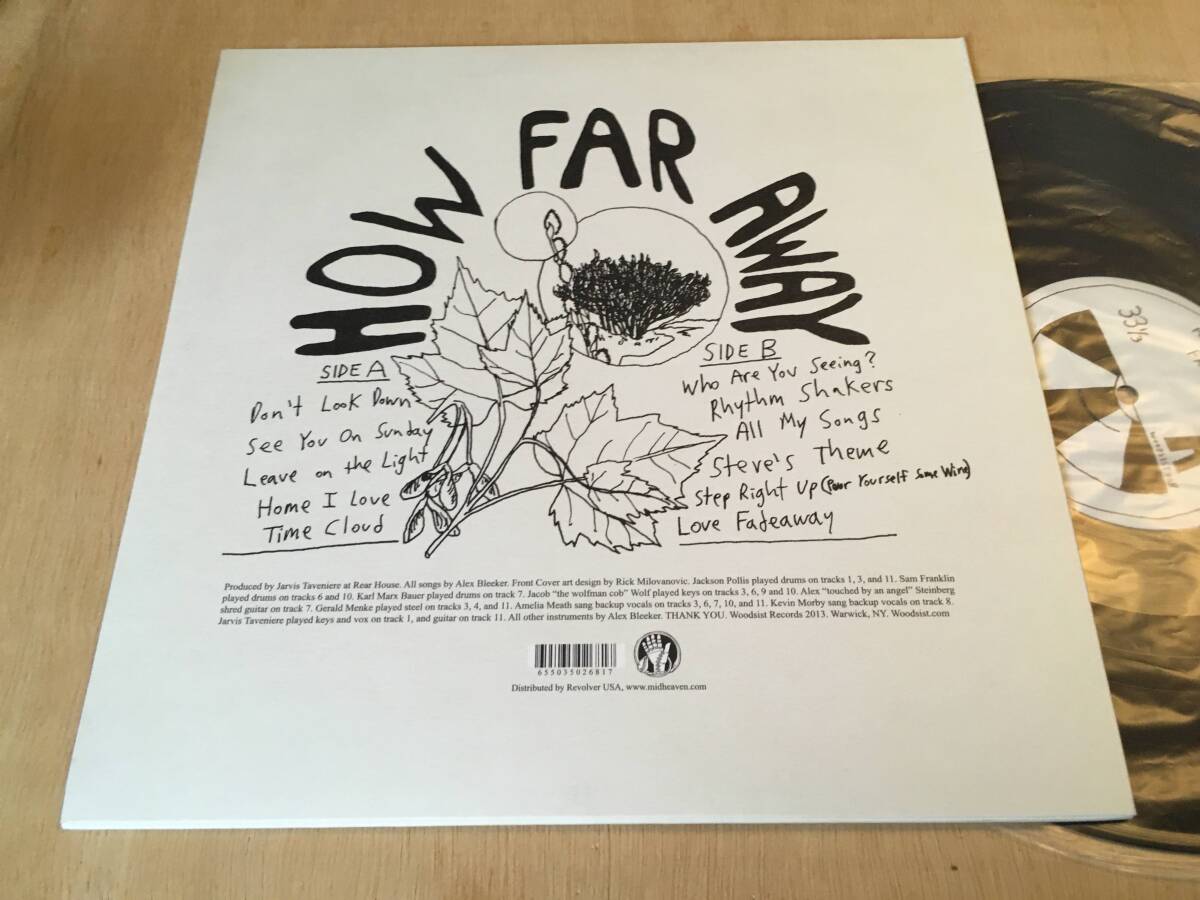 HOW FAR AWAY
SIDE A
Don't Look Down
See You On Sunday
Leave on the Light
Home I Love
Time Cloud
SIDE B
Who Are You Seeing?
Rhythm Shakers
All My Songs
Steve's Theme
Step Right Up (Pour Yourself Some Wine)
Love Fadeaway
Produced by Jarvis Taveniere at Rear House. All songs by Alex Bleeker. Front Cover art design by Rick Milovanovic. Jackson Pollis played drums on tracks 1, 3, and 11. Sam Franklin
played drums on tracks 6 and 10. Karl Marx Bauer played drums on track 7. Jacob "the wolfman cob" Wolf played keys on tracks 3, 6, 9 and 10. Alex "touched by an angel" Steinberg
shred guitar on track 7. Gerald Menke played steel on tracks 3, 4, and 11. Amelia Meath sang backup vocals on tracks 3, 6, 7, 10, and 11. Kevin Morby sang backup vocals on track 8.
Jarvis Taveniere played keys and vox on track 1, and guitar on track 11. All other instruments by Alex Bleeker. THANK YOU. Woodsist Records 2013. Warwick, NY. Woodsist.com
655035026817
Distributed by Revolver USA, www.midheaven.com
33⅓